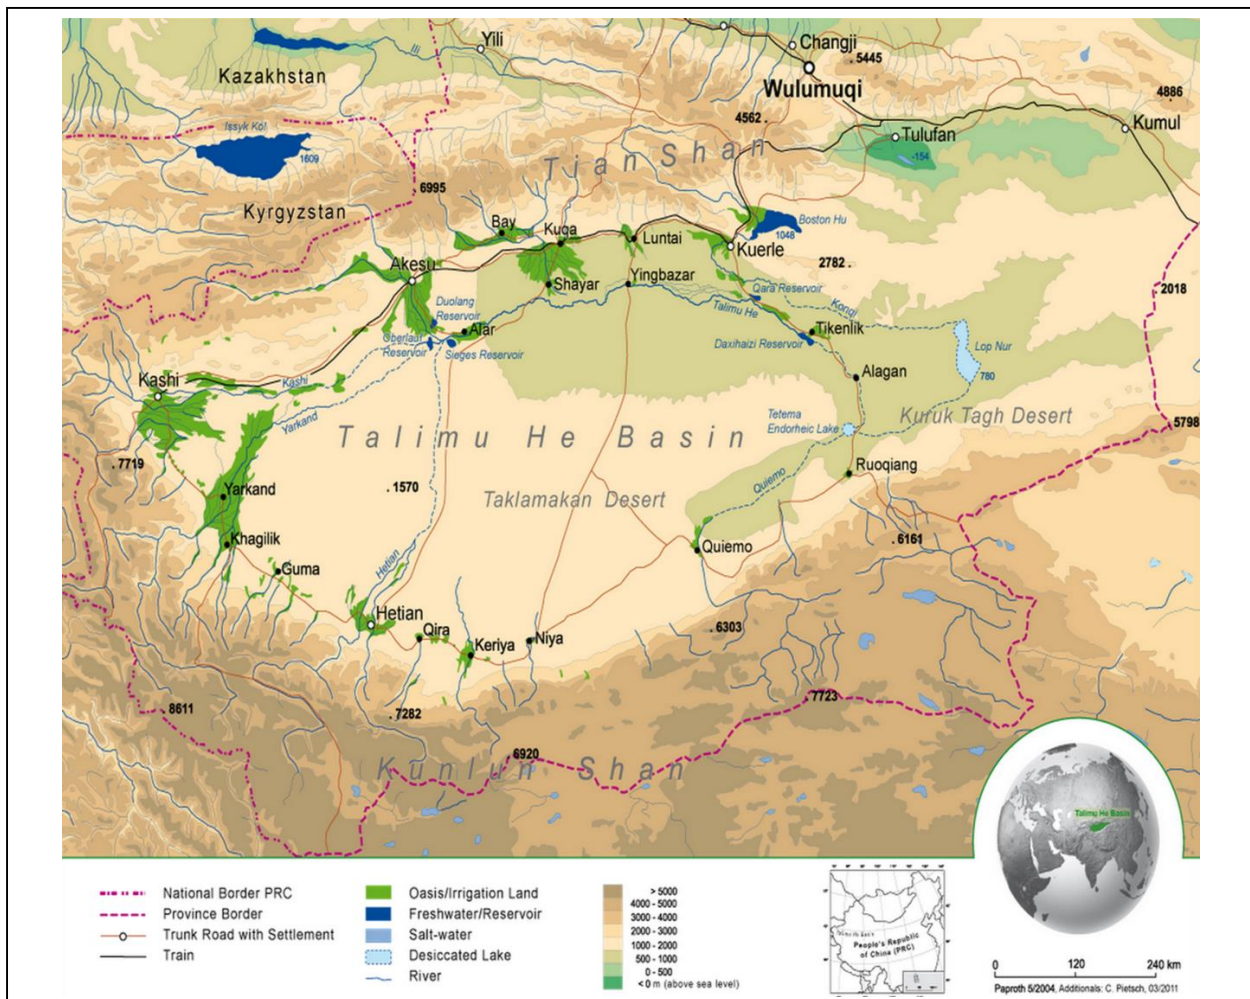 Yili
Ili
Changji
.5445
Wulumuqi
Kazakhstan
4886
4562 .
Kumul
Tulufan
-154
Issyk Köl
1609
Tian Shan
6995
Kyrgyzstan
Bay
Kuqa
Luntai
Boston Hu
1048
Kuerle
2782 .
Akesu
Shayar
Yingbazar
Qara Reservoir
2018
Duolang
Reservoir
Talimu He
Konqi
Alar
Tikenlik
Oberlauf
Reservoir
Sieges Reservoir
Daxihaizi Reservoir
Lop Nur
780
Kashi
Kashi
Alagan
Yarkand
Tetema
Endorheic Lake
Kuruk Tagh Desert
5798
Talimu He Basin
. 7719
Ruoqiang
Yarkand
. 1570
Taklamakan Desert
Quiemo
Khagilik
Quiemo
. 6161
Guma
Hetian
Hetian
Qira
Keriya
Niya
. 6303
. 8611
. 7282
. 7723
6920
Kunlun Shan
Talimu He Basin
National Border PRC
Province Border
Trunk Road with Settlement
Train
Oasis/Irrigation Land
Freshwater/Reservoir
Salt-water
Desiccated Lake
River
> 5000
4000 - 5000
3000 - 4000
2000 - 3000
1000 - 2000
500 - 1000
0 - 500
< 0 m (above sea level)
Talimu He Basin
People's Republic
of China (PRC)
0 120 240 km
Paproth 5/2004, Additionals: C. Pietsch, 03/2011